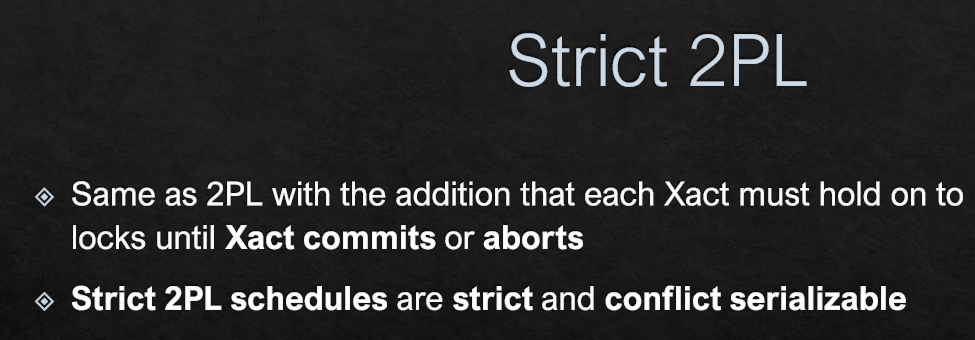 Strict 2PL
Same as 2PL with the addition that each Xact must hold on to
locks until Xact commits or aborts
Strict 2PL schedules are strict and conflict serializable